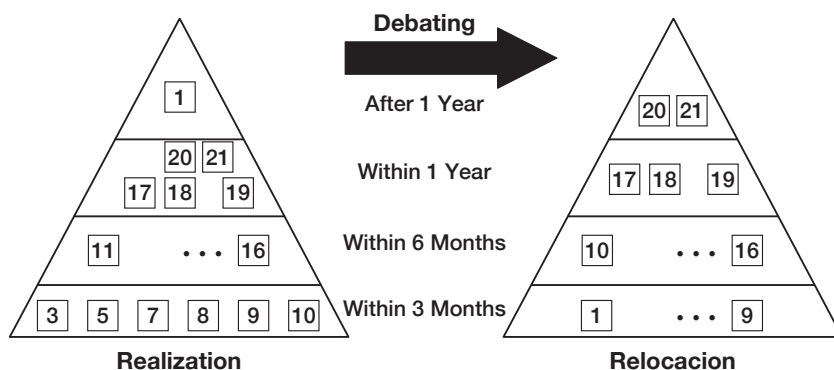 Debating
1
After 1 Year
20 21
20 21
Within 1 Year
17 18 19
17 18 19
11 ... 16
Within 6 Months
10 ... 16
3 5 7 8 9 10
Within 3 Months
1 ... 9
Realization
Relocacion